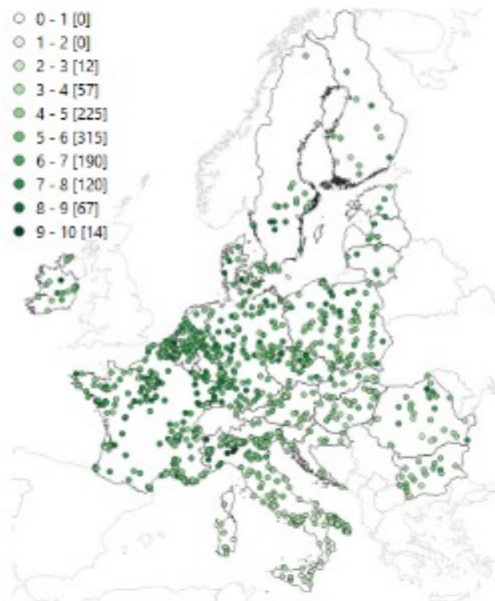 0 - 1 [0]
1 - 2 [0]
2 - 3 [12]
3 - 4 [57]
4 - 5 [225]
5 - 6 [315]
6 - 7 [190]
7 - 8 [120]
8 - 9 [67]
9 - 10 [14]